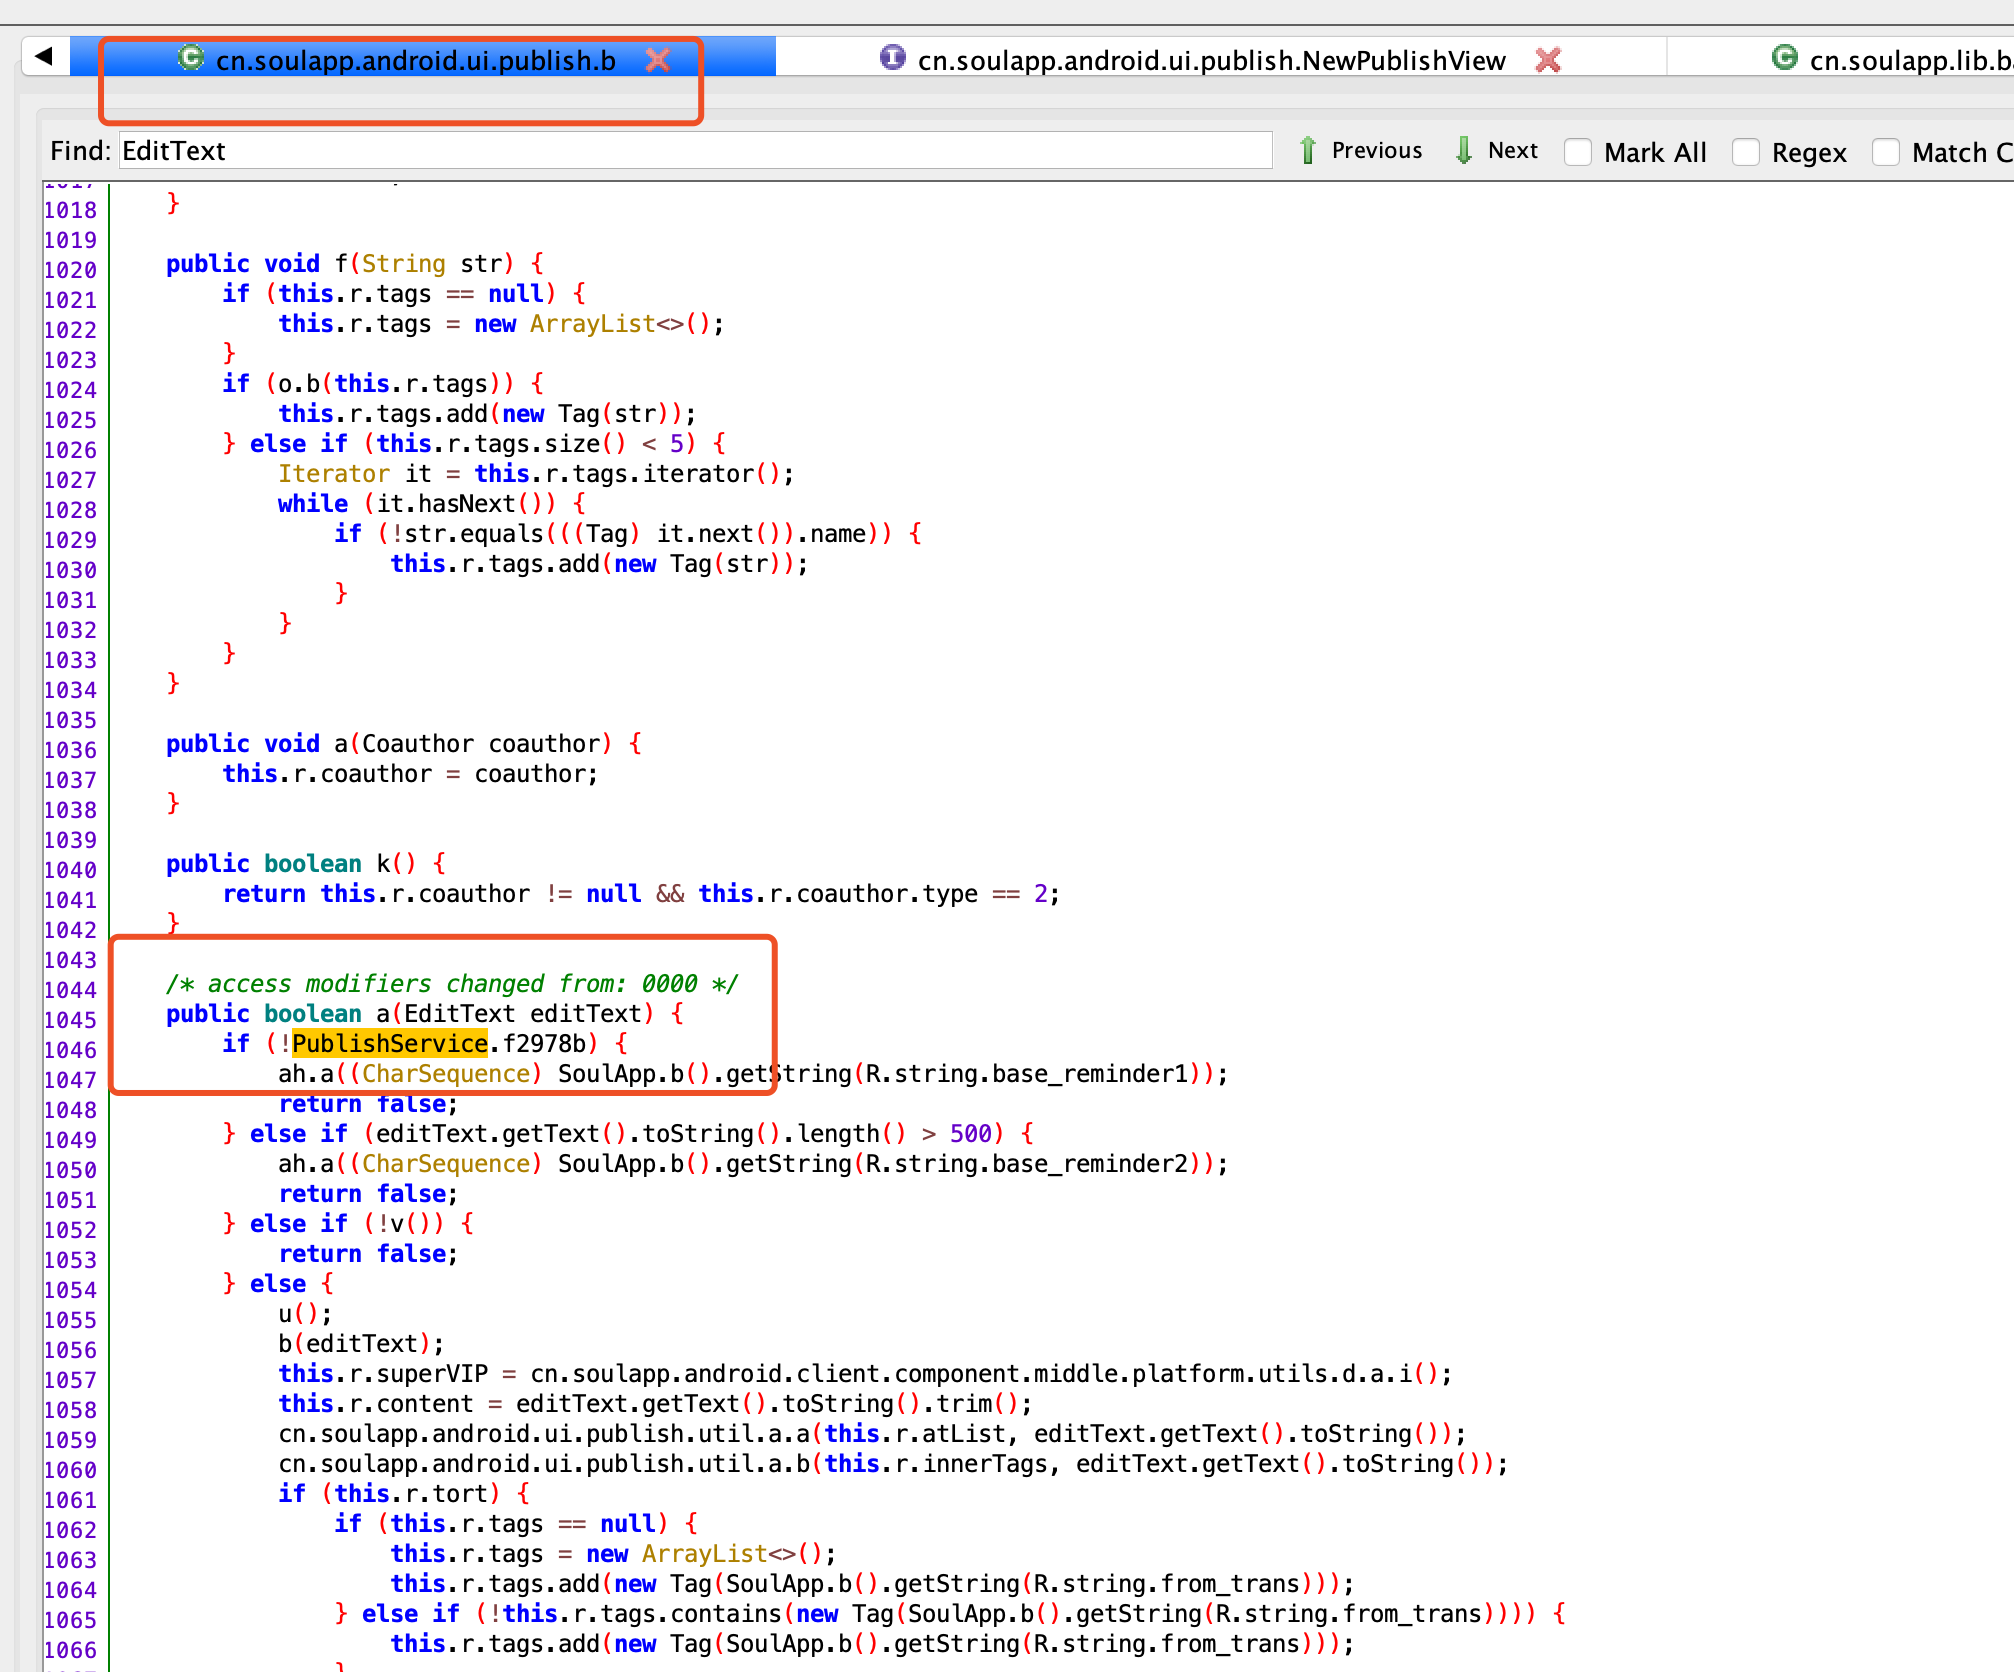 cn.soulapp.android.ui.publish.b
cn.soulapp.android.ui.publish.NewPublishView
cn.soulapp.lib.b
Find: EditText Previous Next Mark All Regex Match C
1018 }
1019
1020 public void f(String str) {
1021 if (this.r.tags == null) {
1022 this.r.tags = new ArrayList<>();
1023 }
1024 if (o.b(this.r.tags)) {
1025 this.r.tags.add(new Tag(str));
1026 } else if (this.r.tags.size() < 5) {
1027 Iterator it = this.r.tags.iterator();
1028 while (it.hasNext()) {
1029 if (!str.equals(((Tag) it.next()).name)) {
1030 this.r.tags.add(new Tag(str));
1031 }
1032 }
1033 }
1034 }
1035
1036 public void a(Coauthor coauthor) {
1037 this.r.coauthor = coauthor;
1038 }
1039
1040 public boolean k() {
1041 return this.r.coauthor != null && this.r.coauthor.type == 2;
1042 }
1043
1044 /* access modifiers changed from: 0000 */
1045 public boolean a(EditText editText) {
1046 if (!PublishService.f2978b) {
1047 ah.a((CharSequence) SoulApp.b().getString(R.string.base_reminder1));
1048 return false;
1049 } else if (editText.getText().toString().length() > 500) {
1050 ah.a((CharSequence) SoulApp.b().getString(R.string.base_reminder2));
1051 return false;
1052 } else if (!v()) {
1053 return false;
1054 } else {
1055 u();
1056 b(editText);
1057 this.r.superVIP = cn.soulapp.android.client.component.middle.platform.utils.d.a.i();
1058 this.r.content = editText.getText().toString().trim();
1059 cn.soulapp.android.ui.publish.util.a.a(this.r.atList, editText.getText().toString());
1060 cn.soulapp.android.ui.publish.util.a.b(this.r.innerTags, editText.getText().toString());
1061 if (this.r.tort) {
1062 if (this.r.tags == null) {
1063 this.r.tags = new ArrayList<>();
1064 this.r.tags.add(new Tag(SoulApp.b().getString(R.string.from_trans)));
1065 } else if (!this.r.tags.contains(new Tag(SoulApp.b().getString(R.string.from_trans)))) {
1066 this.r.tags.add(new Tag(SoulApp.b().getString(R.string.from_trans)));